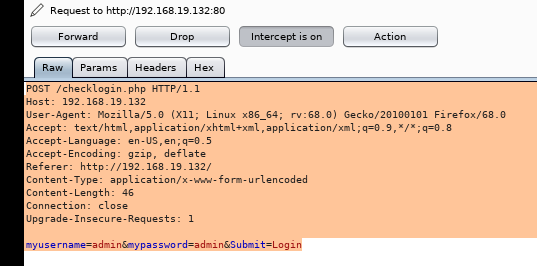 Request to http://192.168.19.132:80
Forward Drop Intercept is on Action
Raw Params Headers Hex
POST /checklogin.php HTTP/1.1
Host: 192.168.19.132
User-Agent: Mozilla/5.0 (X11; Linux x86_64; rv:68.0) Gecko/20100101 Firefox/68.0
Accept: text/html,application/xhtml+xml,application/xml;q=0.9,*/*;q=0.8
Accept-Language: en-US,en;q=0.5
Accept-Encoding: gzip, deflate
Referer: http://192.168.19.132/
Content-Type: application/x-www-form-urlencoded
Content-Length: 46
Connection: close
Upgrade-Insecure-Requests: 1
myusername=admin&mypassword=admin&Submit=Login